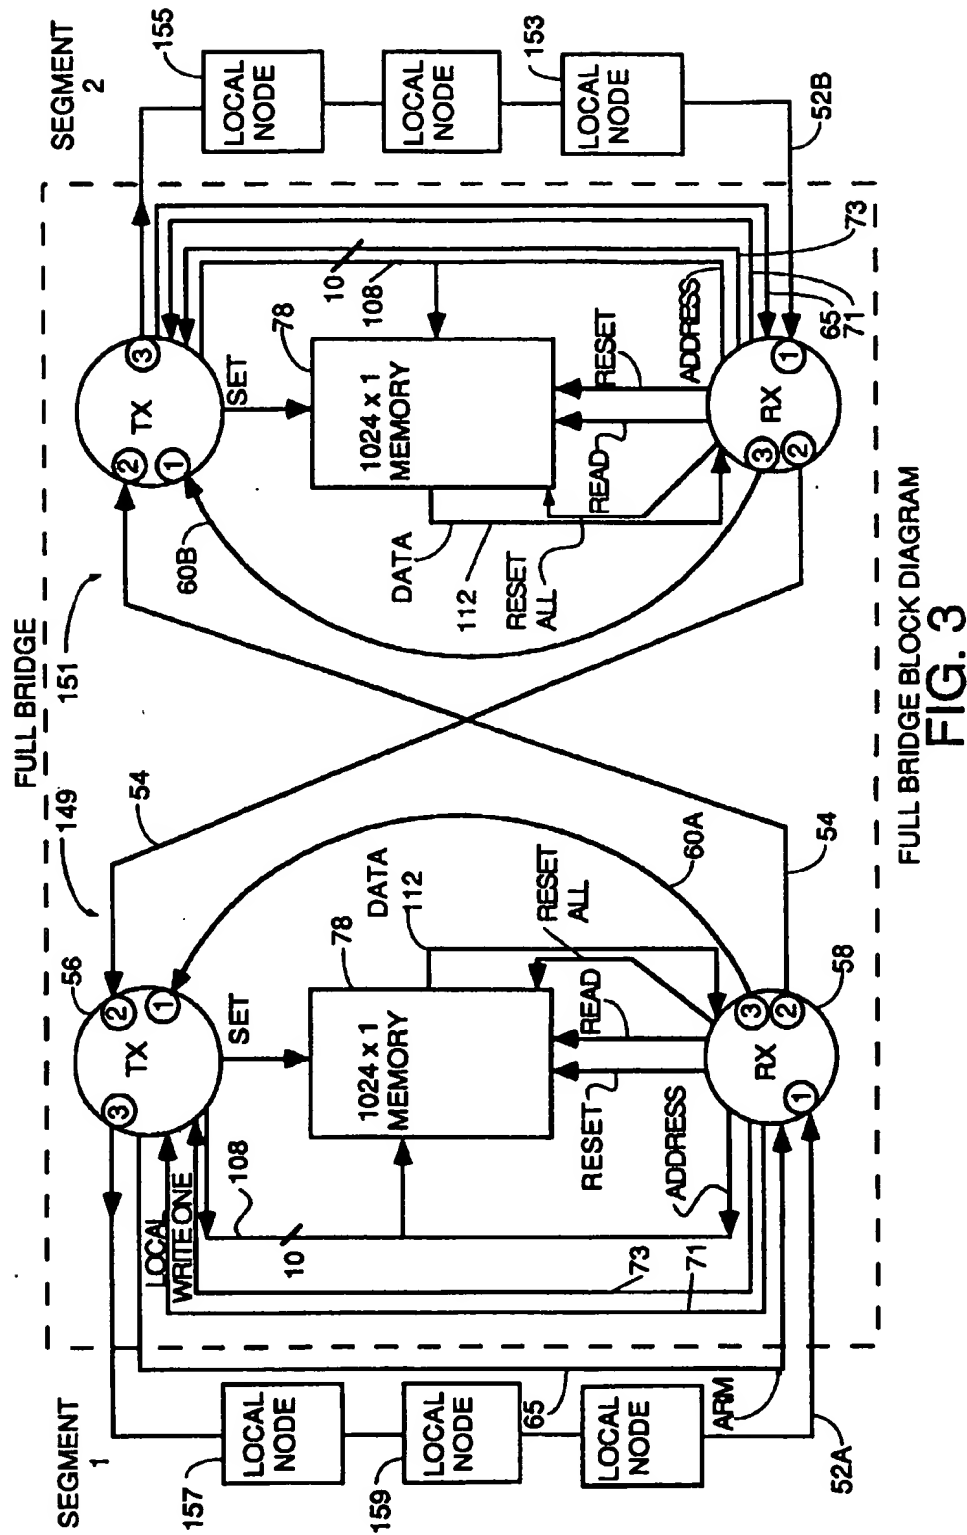 FULL BRIDGE
SEGMENT
1
SEGMENT
2
149
151
157
LOCAL
NODE
159
LOCAL
NODE
65
LOCAL
NODE
ARM
52A
3
2
1
TX
56
LOCAL
WRITE ONE
108
10
73
71
SET
78
1024 x 1
MEMORY
DATA
112
RESET
READ
RESET
ALL
ADDRESS
RX
1
2
3
58
60A
54
54
60B
2
1
3
TX
SET
78
1024 x 1
MEMORY
10
108
DATA
112
RESET
ALL
READ
RESET
ADDRESS
3
2
1
RX
65
71
73
155
LOCAL
NODE
LOCAL
NODE
153
LOCAL
NODE
52B
FULL BRIDGE BLOCK DIAGRAM
FIG. 3